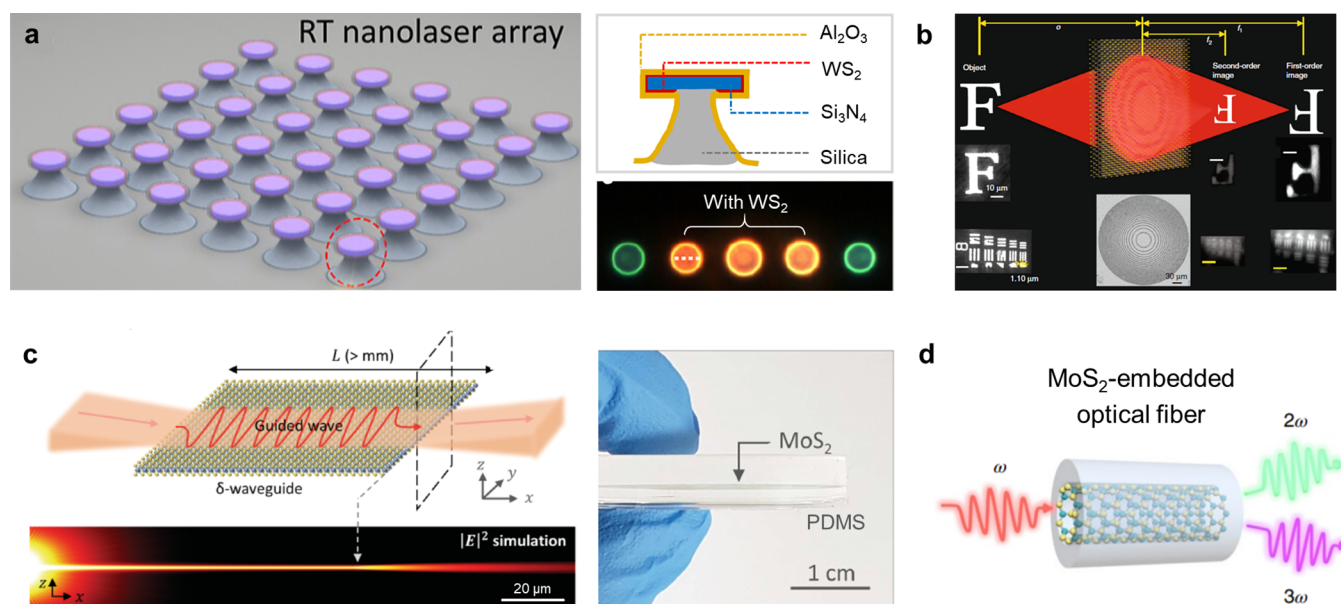 a
RT nanolaser array
Al₂O₃
WS₂
Si₃N₄
Silica
With WS₂
b
o
f₁
f₂
Object
Second-order
image
First-order
image
F
F
F
F
10 μm
1.10 μm
30 μm
c
L (> mm)
Guided wave
δ-waveguide
z
y
x
|E|² simulation
z
x
20 μm
MoS₂
PDMS
1 cm
d
MoS₂-embedded
optical fiber
ω
2ω
3ω